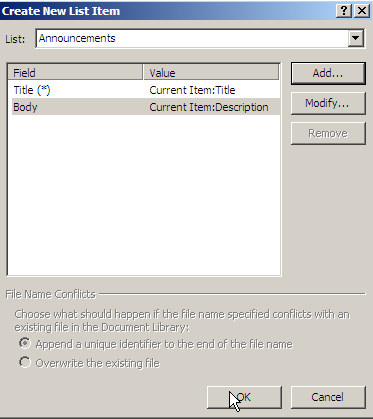 Create New List Item
List: Announcements
Field Value
Title (*) Current Item:Title
Body Current Item:Description
Add...
Modify...
Remove
File Name Conflicts
Choose what should happen if the file name specified conflicts with an
existing file in the Document Library:
Append a unique identifier to the end of the file name
Overwrite the existing file
OK Cancel